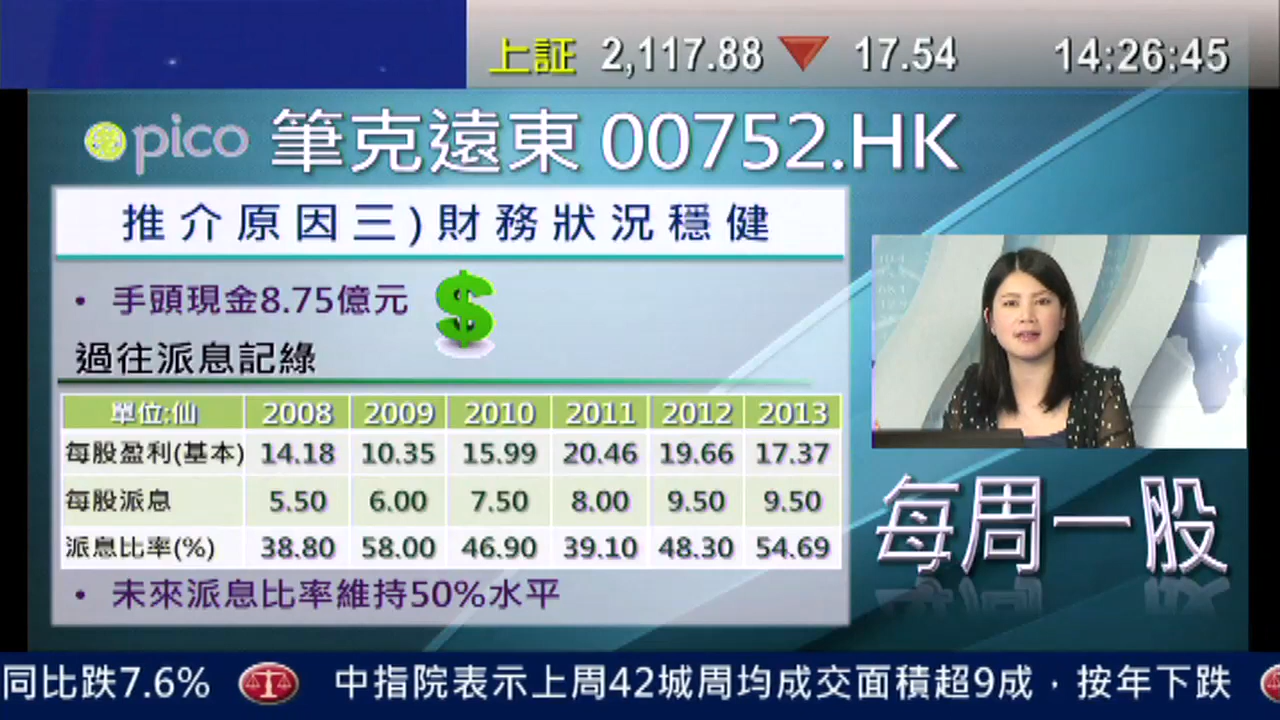 上証 2,117.88 ▼ 17.54 14:26:45
pico 筆克遠東 00752.HK
推介原因三)財務狀況穩健
• 手頭現金8.75億元 $
過往派息記錄
單位:仙 2008 2009 2010 2011 2012 2013
每股盈利(基本) 14.18 10.35 15.99 20.46 19.66 17.37
每股派息 5.50 6.00 7.50 8.00 9.50 9.50
派息比率(%) 38.80 58.00 46.90 39.10 48.30 54.69
• 未來派息比率維持50%水平
每周一股
同比跌7.6% 中指院表示上周42城周均成交面積超9成，按年下跌